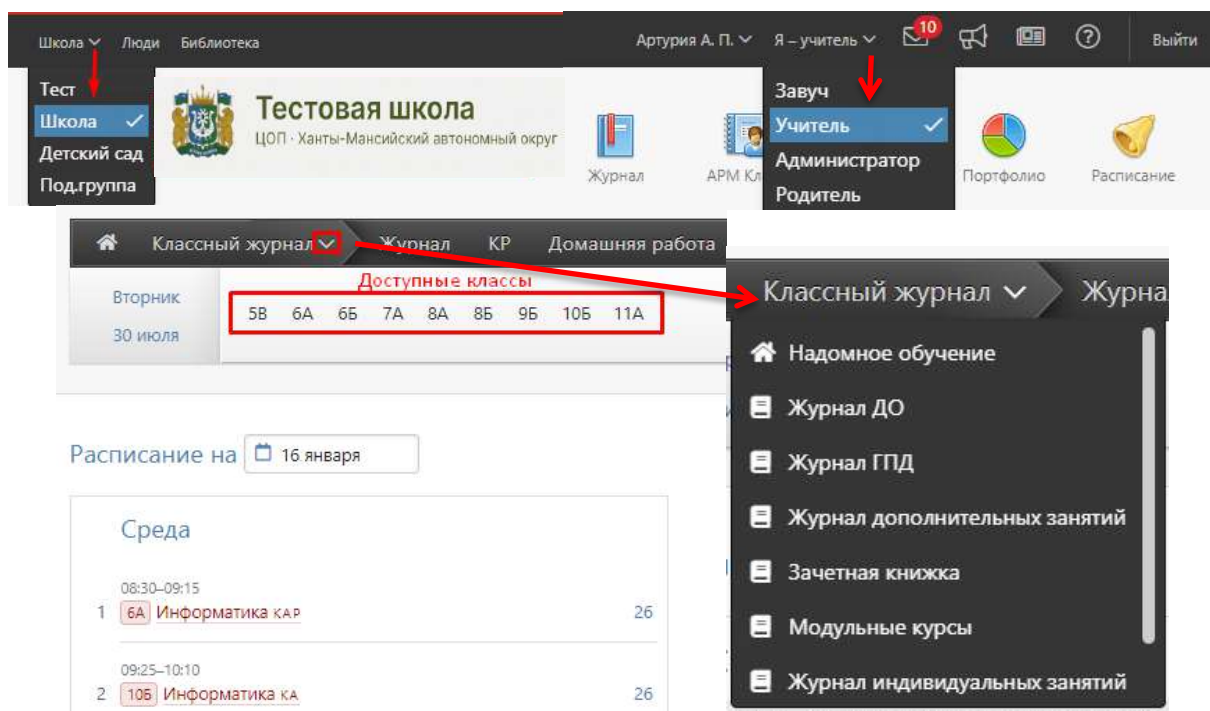 Школа Люди Библиотека Артурия А. П. Я – учитель 10 ? Выйти
Тест
Школа
Детский сад
Под.группа
Тестовая школа
ЦОП · Ханты-Мансийский автономный округ
Журнал
АРМ Кл
Завуч
Учитель
Администратор
Родитель
Портфолио
Расписание
Классный журнал Журнал КР Домашняя работа
Доступные классы
Вторник
30 июля
5В 6А 6Б 7А 8А 8Б 9Б 10Б 11А
Классный журнал Журна
Надомное обучение
Журнал ДО
Журнал ГПД
Журнал дополнительных занятий
Зачетная книжка
Модульные курсы
Журнал индивидуальных занятий
Расписание на 16 января
Среда
08:30–09:15
1 6А Информатика КАР 26
09:25–10:10
2 10Б Информатика КА 26